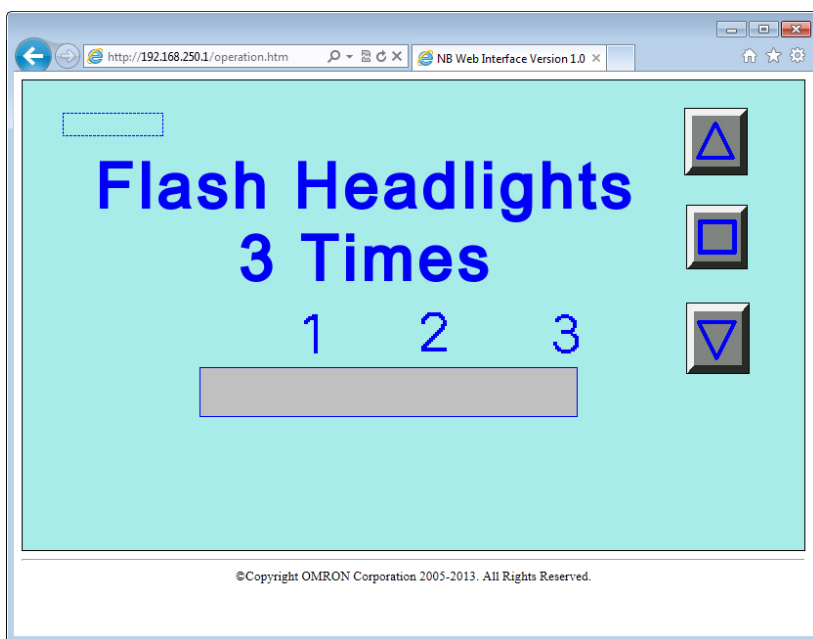 http://192.168.250.1/operation.htm
NB Web Interface Version 1.0
Flash Headlights
3 Times
1 2 3
©Copyright OMRON Corporation 2005-2013. All Rights Reserved.